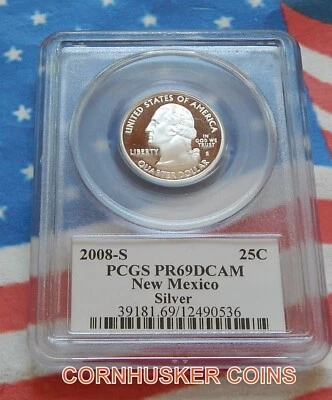 UNITED STATES OF AMERICA
LIBERTY
IN
GOD WE
TRUST
S
QUARTER DOLLAR
2008-S 25C
PCGS PR69DCAM
New Mexico
Silver
39181.69/12490536
CORNHUSKER COINS